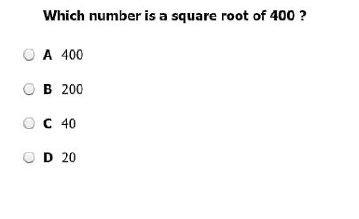 Which number is a square root of 400 ?
A 400
B 200
C 40
D 20